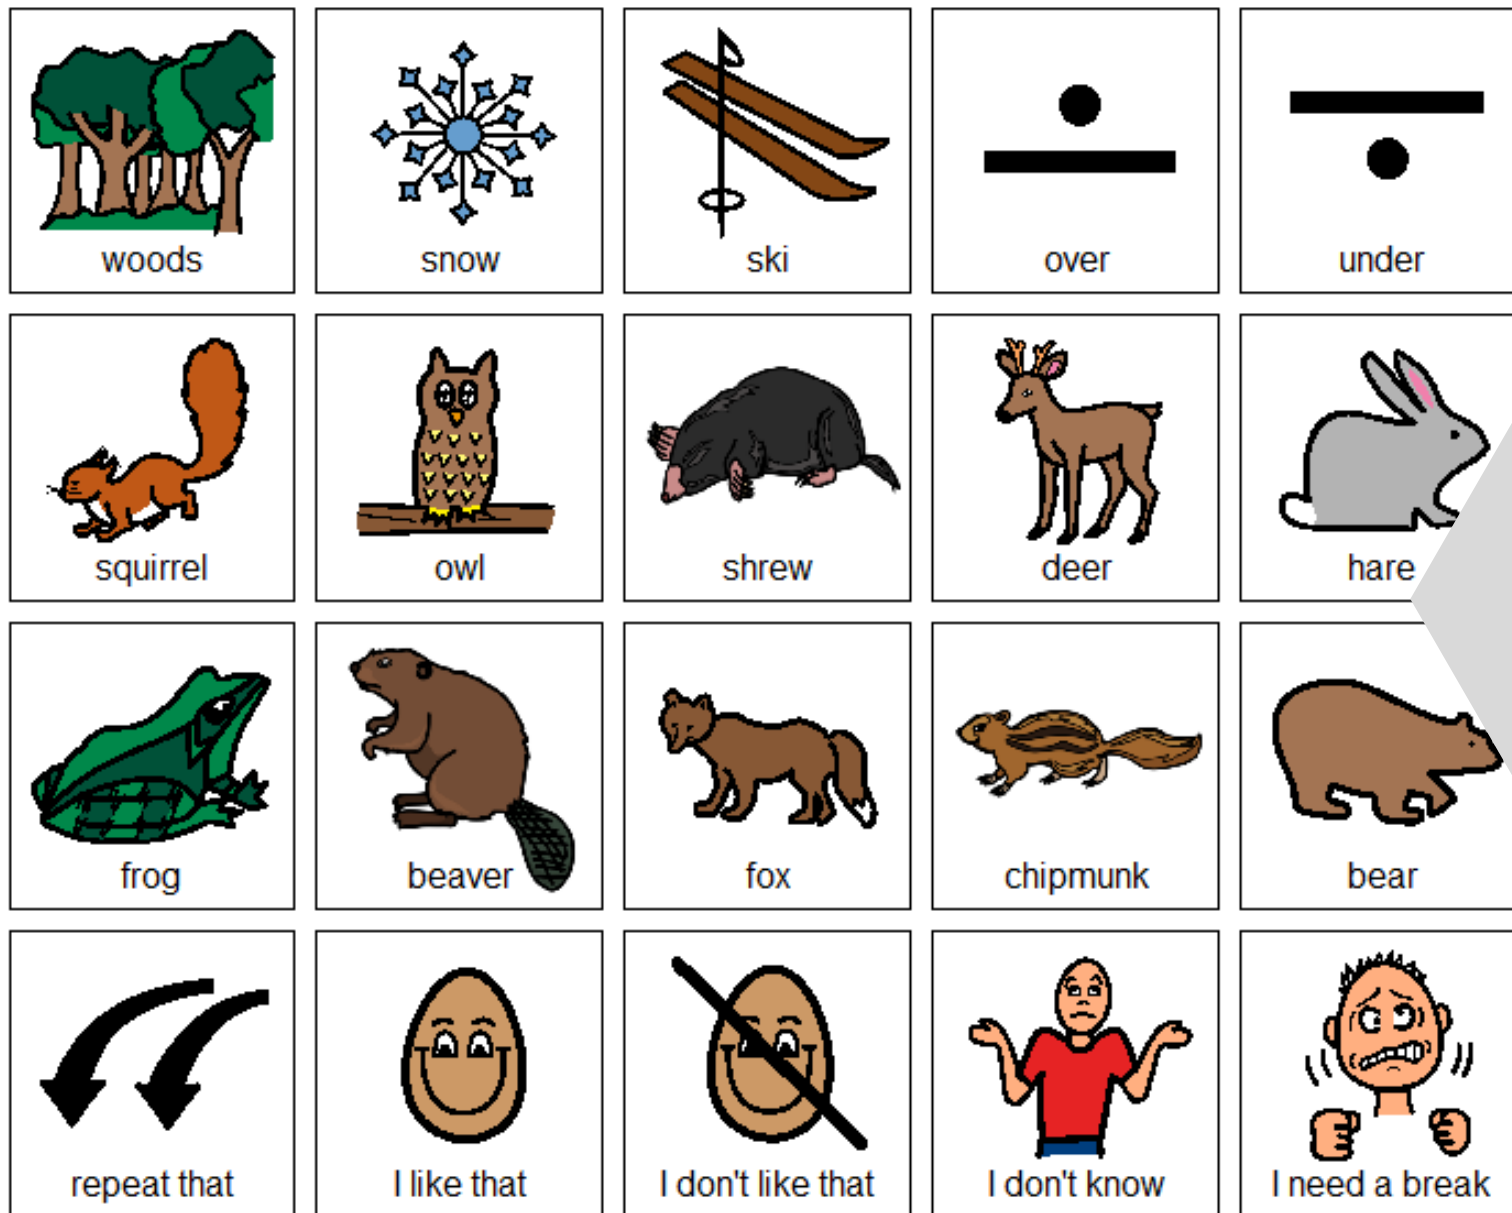 woods
snow
ski
over
under
squirrel
owl
shrew
deer
hare
frog
beaver
fox
chipmunk
bear
repeat that
I like that
I don't like that
I don't know
I need a break